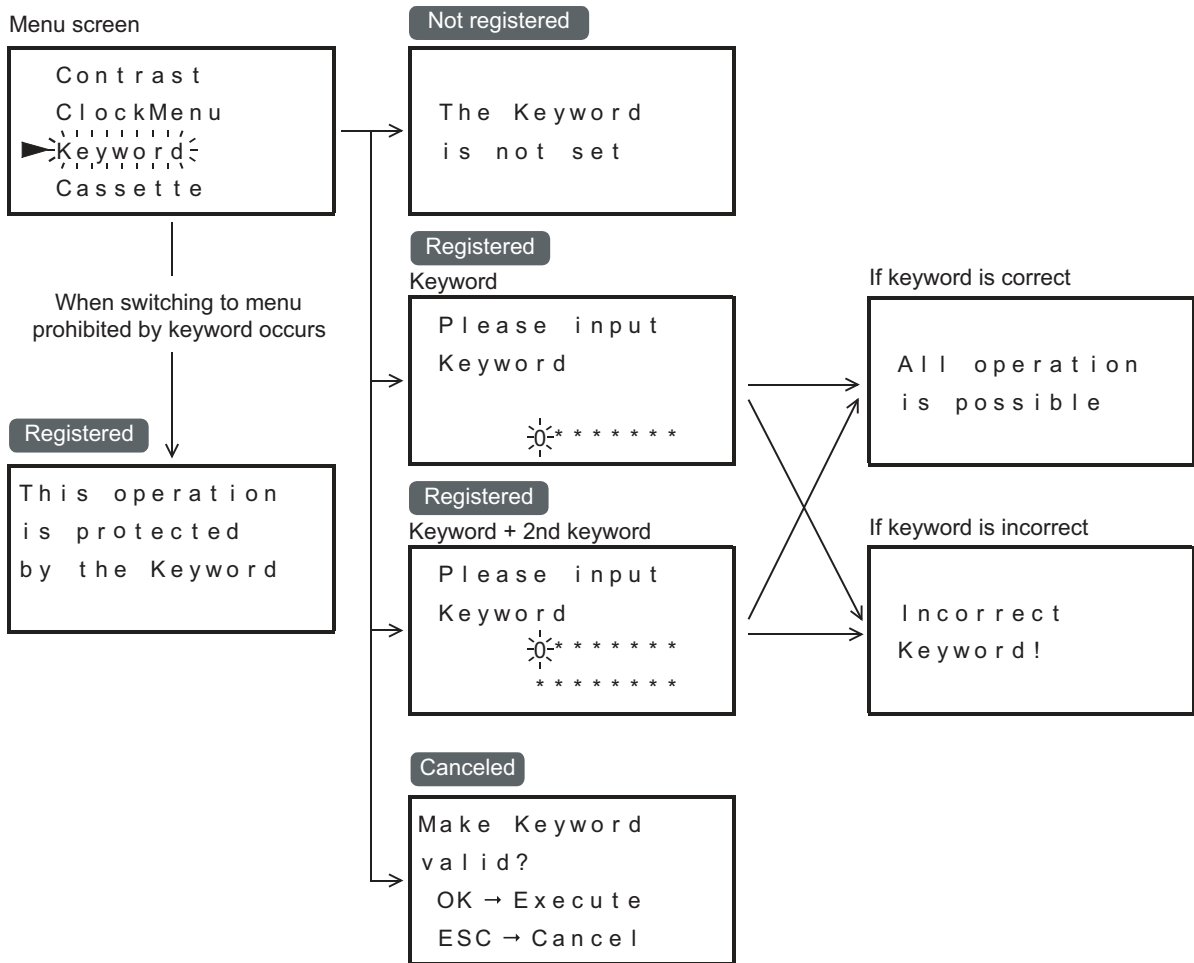 Menu screen
Contrast
ClockMenu
Keyword
Cassette
When switching to menu
prohibited by keyword occurs
Registered
This operation
is protected
by the Keyword
Not registered
The Keyword
is not set
Registered
Keyword
Please input
Keyword
0*******
Registered
Keyword + 2nd keyword
Please input
Keyword
0*******
********
Canceled
Make Keyword
valid?
OK → Execute
ESC → Cancel
If keyword is correct
All operation
is possible
If keyword is incorrect
Incorrect
Keyword!